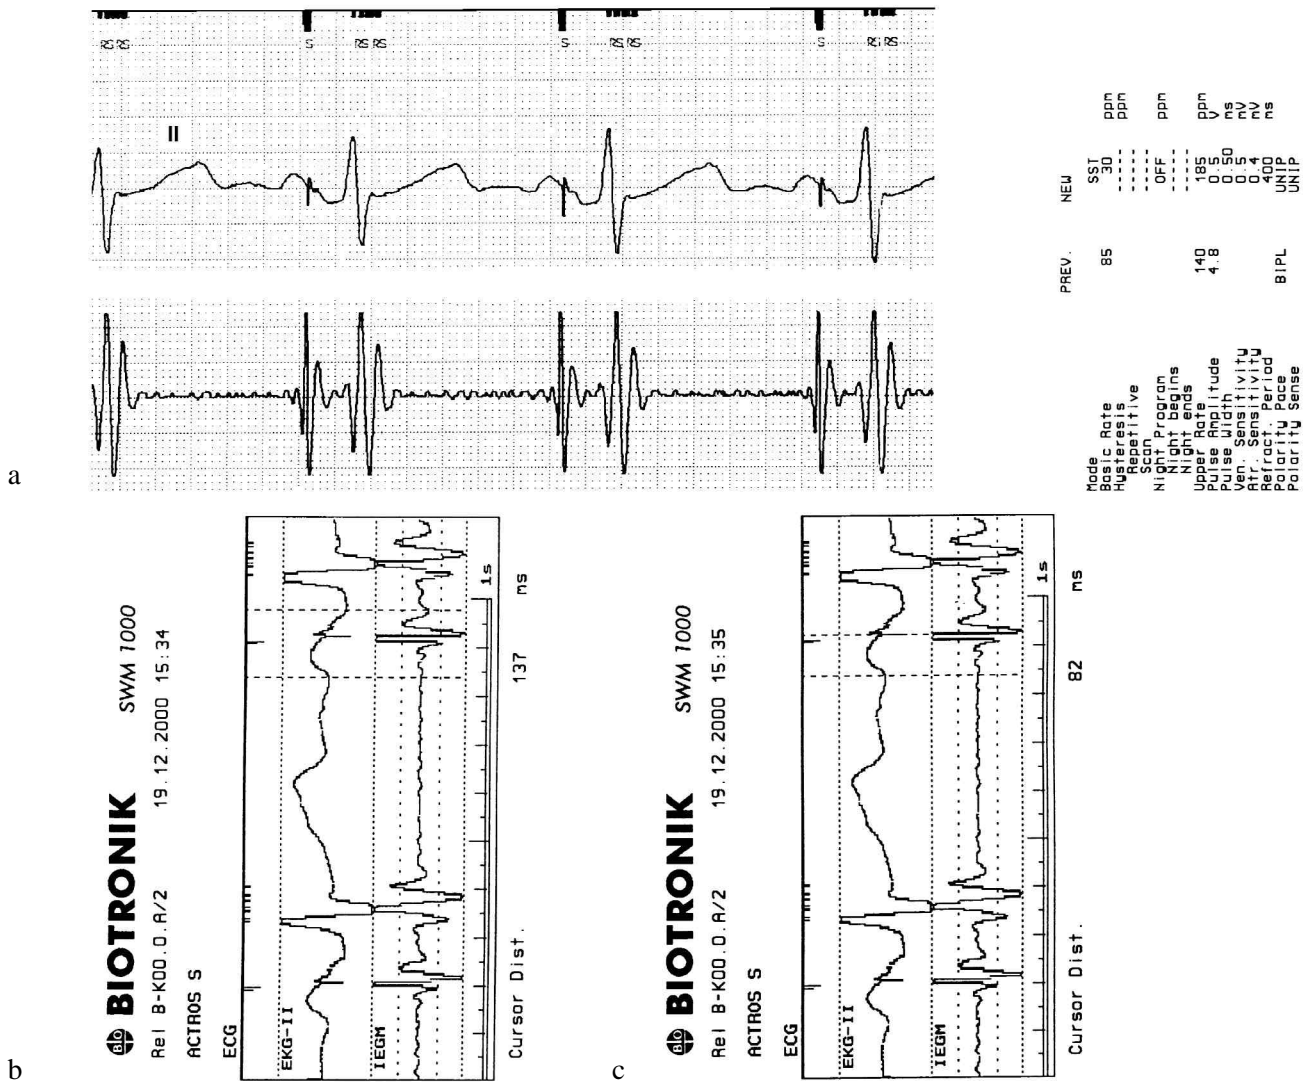 RS RS S RS RS S RS RS S RS RS
II
a
PREV. NEW
Mode SST
Basic Rate 85 30 ppm
Hysteresis ----- ppm
Repetitive -----
Scan -----
Night Program OFF ppm
Night begins -----
Night ends -----
Upper Rate 140 185 ppm
Pulse Amplitude 4.8 0.5 V
Pulse Width 0.50 ms
Ven. Sensitivity 0.5 mV
Atr. Sensitivity 0.4 mV
Refract. Period 400 ms
Polarity Pace BIPL UNIP
Polarity Sense UNIP
b
BIO BIOTRONIK SWM 1000
Rel B-K00.0.A/2 19.12.2000 15:34
ACTROS S
ECG
EKG-II
IEGM
1s
Cursor Dist. 137 ms
c
BIO BIOTRONIK SWM 1000
Rel B-K00.0.A/2 19.12.2000 15:35
ACTROS S
ECG
EKG-II
IEGM
1s
Cursor Dist. 82 ms